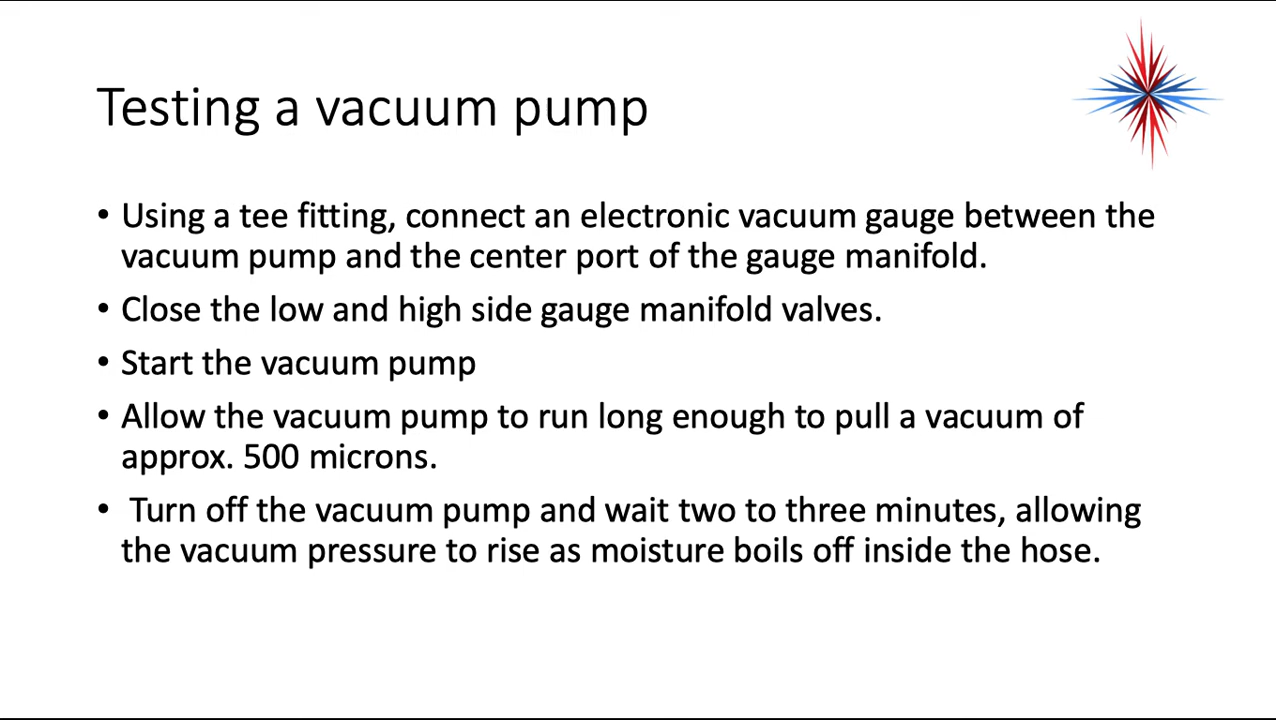 Testing a vacuum pump
• Using a tee fitting, connect an electronic vacuum gauge between the
vacuum pump and the center port of the gauge manifold.
• Close the low and high side gauge manifold valves.
• Start the vacuum pump
• Allow the vacuum pump to run long enough to pull a vacuum of
approx. 500 microns.
• Turn off the vacuum pump and wait two to three minutes, allowing
the vacuum pressure to rise as moisture boils off inside the hose.